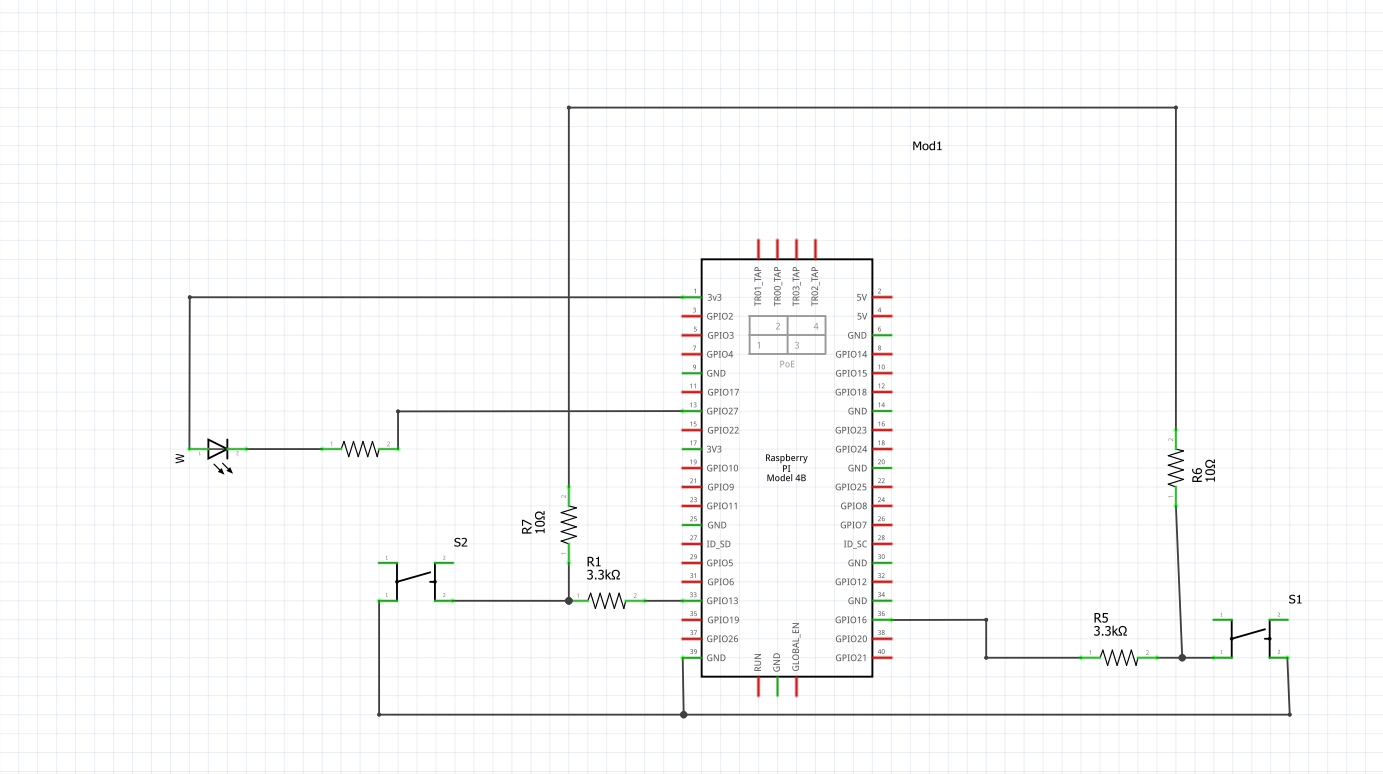 Mod1
TR01_TAP
TR00_TAP
TR03_TAP
TR02_TAP
1 3v3 5V 2
3 GPIO2 5V 4
5 GPIO3 GND 6
7 GPIO4 GPIO14 8
9 GND GPIO15 10
11 GPIO17 GPIO18 12
13 GPIO27 GND 14
15 GPIO22 GPIO23 16
17 3V3 GPIO24 18
19 GPIO10 GND 20
21 GPIO9 GPIO25 22
23 GPIO11 GPIO8 24
25 GND GPIO7 26
27 ID_SD ID_SC 28
29 GPIO5 GND 30
31 GPIO6 GPIO12 32
33 GPIO13 GND 34
35 GPIO19 GPIO16 36
37 GPIO26 GPIO20 38
39 GND GPIO21 40
2 4
1 3
PoE
Raspberry
PI
Model 4B
RUN
GND
GLOBAL_EN
W
1 2
1 2
R7
10Ω
2
1
S2
1 2
1 2
R1
3.3kΩ
1 2
R6
10Ω
2
1
R5
3.3kΩ
1 2
S1
1 2
1 2